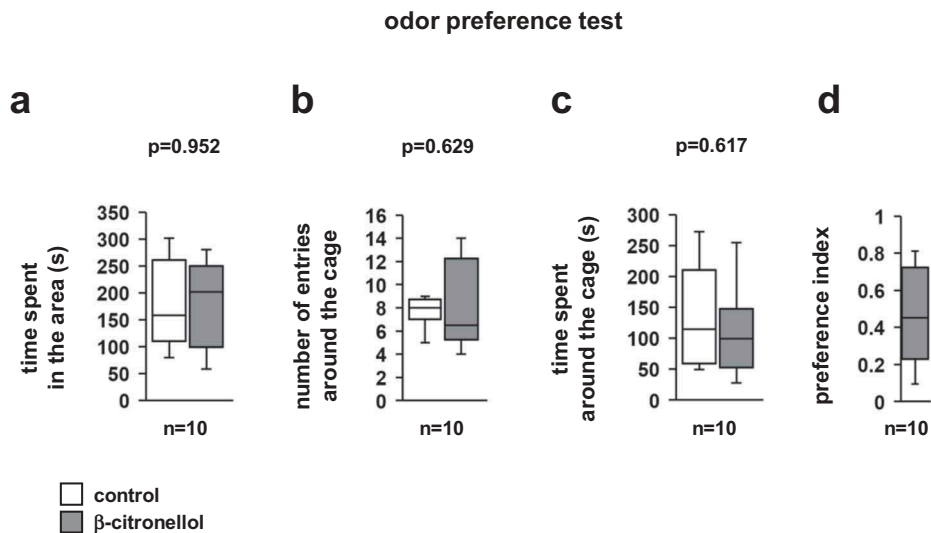 odor preference test
a
b
c
d
p=0.952
p=0.629
p=0.617
time spent
in the area (s)
350
300
250
200
150
100
50
0
n=10
number of entries
around the cage
16
14
12
10
8
6
4
2
0
n=10
time spent
around the cage (s)
300
250
200
150
100
50
0
n=10
preference index
1
0.8
0.6
0.4
0.2
0
n=10
control
β-citronellol